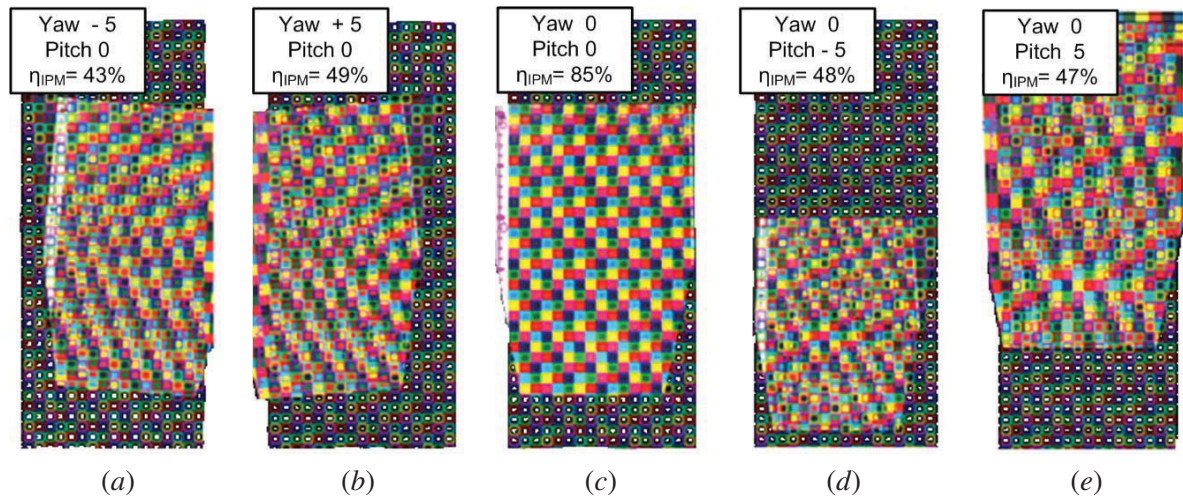 Yaw - 5
Pitch 0
ηIPM= 43%
Yaw + 5
Pitch 0
ηIPM= 49%
Yaw 0
Pitch 0
ηIPM= 85%
Yaw 0
Pitch - 5
ηIPM= 48%
Yaw 0
Pitch 5
ηIPM= 47%
(a)
(b)
(c)
(d)
(e)